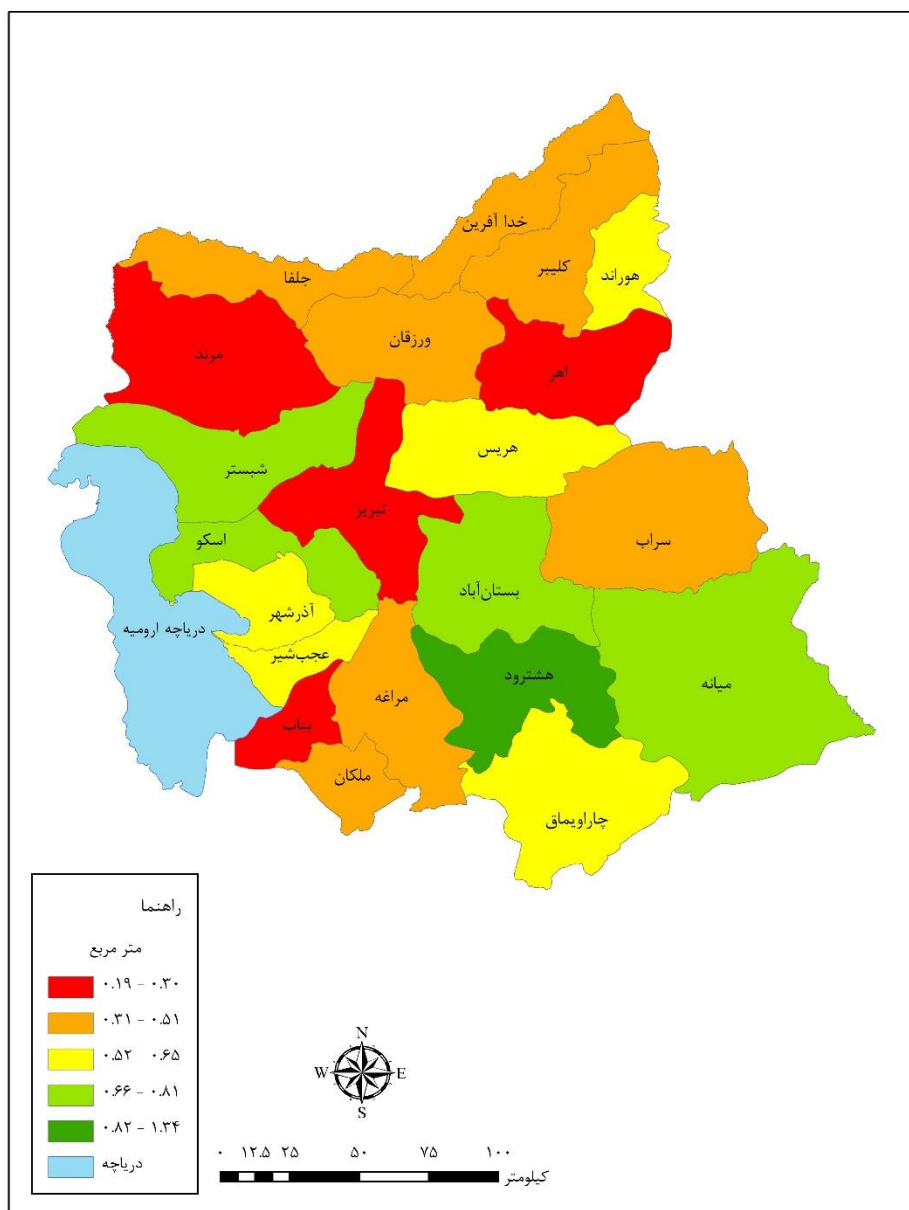 خدا آفرین
کلیبر
هوراند
جلفا
ورزقان
مرند
اهر
هریس
شبستر
تبریز
سراب
اسکو
بستان‌آباد
آذرشهر
دریاچه ارومیه
عجب‌شیر
هشترود
میانه
مراغه
بناب
ملکان
چاراویماق
راهنما
متر مربع
۰.۱۹ - ۰.۳۰
۰.۳۱ - ۰.۵۱
۰.۵۲ ۰.۶۵
۰.۶۶ - ۰.۸۱
۰.۸۲ - ۱.۳۴
دریاچه
N
W E
S
۰ ۱۲.۵ ۲۵ ۵۰ ۷۵ ۱۰۰
کیلومتر